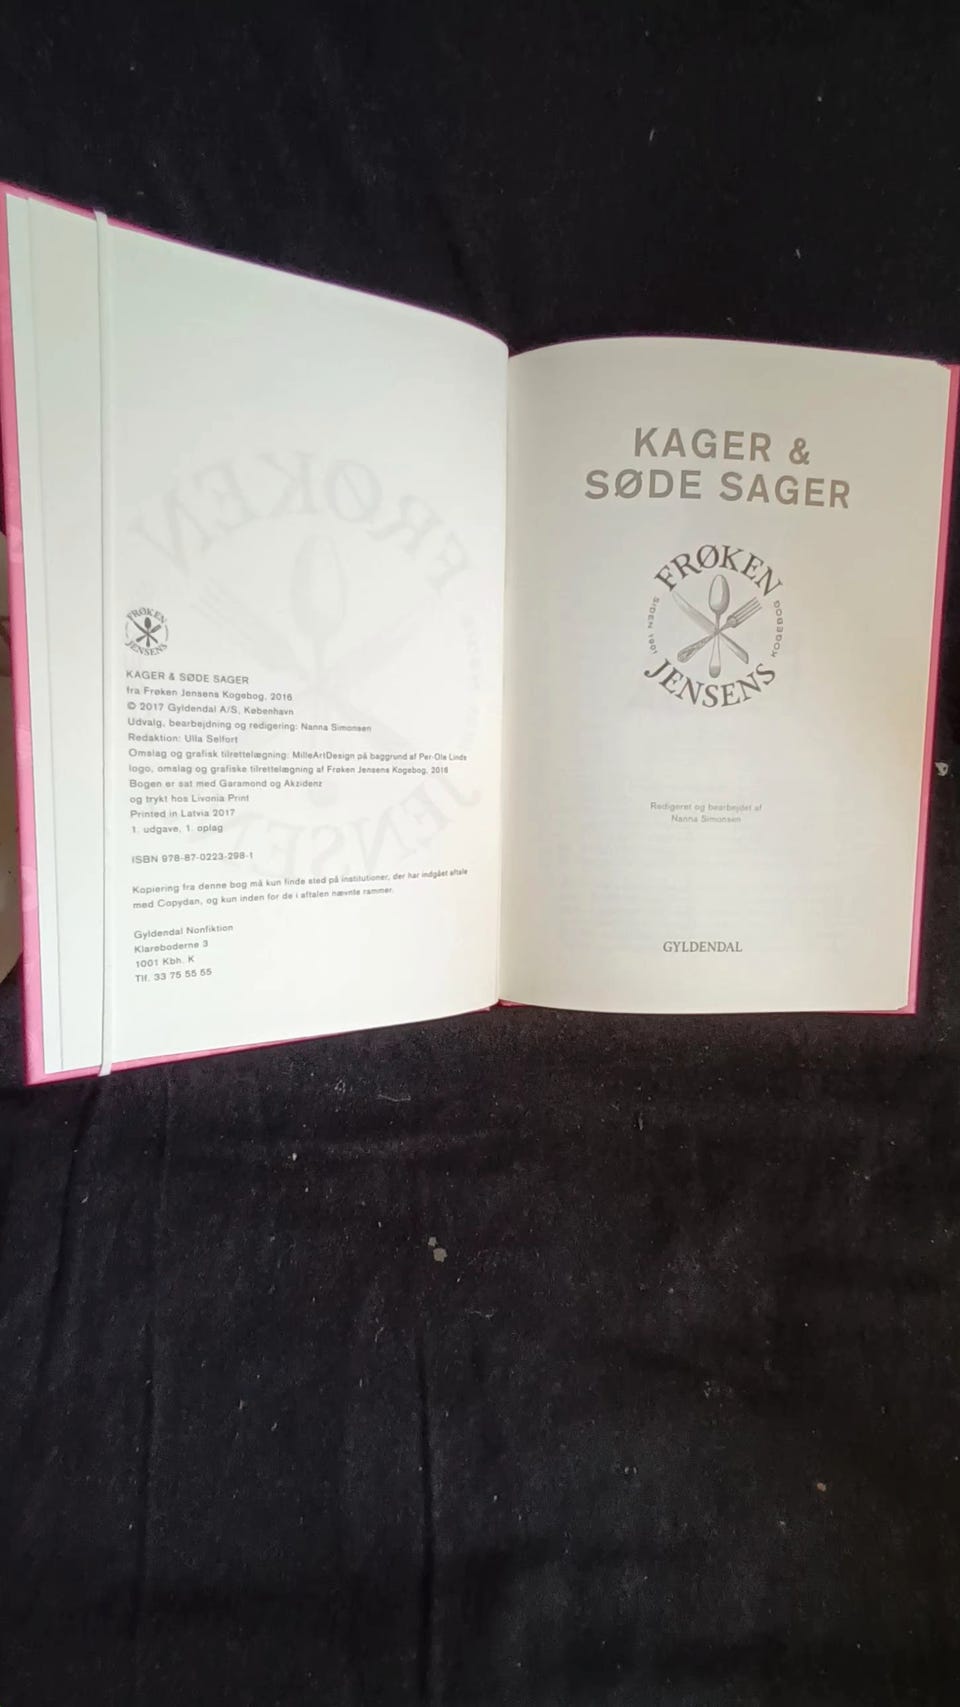 FRØKEN
JENSENS
KAGER & SØDE SAGER
fra Frøken Jensens Kogebog, 2016
© 2017 Gyldendal A/S, København
Udvalg, bearbejdning og redigering: Nanna Simonsen
Redaktion: Ulla Selfort
Omslag og grafisk tilrettelægning: MilleArtDesign på baggrund af Per-Ole Linds
logo, omslag og grafiske tilrettelægning af Frøken Jensens Kogebog, 2016
Bogen er sat med Garamond og Akzidenz
og trykt hos Livonia Print
Printed in Latvia 2017
1. udgave, 1. oplag
ISBN 978-87-0223-298-1
Kopiering fra denne bog må kun finde sted på institutioner, der har indgået aftale
med Copydan, og kun inden for de i aftalen nævnte rammer.
Gyldendal Nonfiktion
Klareboderne 3
1001 Kbh. K
Tlf. 33 75 55 55
KAGER &
SØDE SAGER
FRØKEN
SIDEN 1901
KOGEBOG
JENSENS
Redigeret og bearbejdet af
Nanna Simonsen
GYLDENDAL